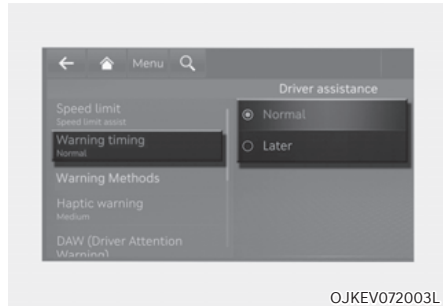 Menu
Driver assistance
Speed limit
Speed limit assist
Warning timing
Normal
Warning Methods
Haptic warning
Medium
DAW (Driver Attention
Warning)
Normal
Later
OJKEV072003L